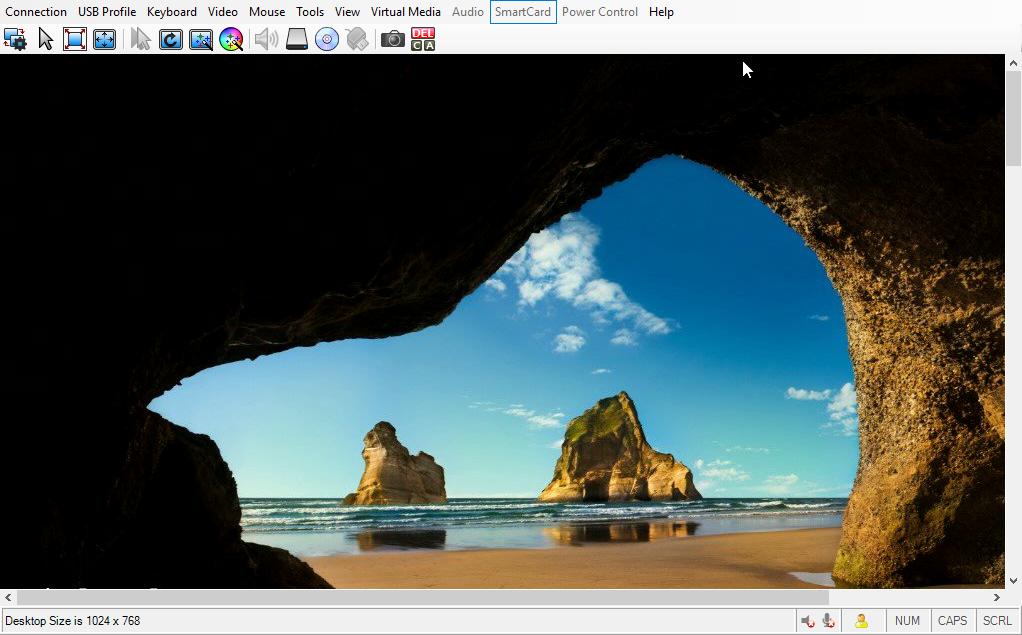 Connection USB Profile Keyboard Video Mouse Tools View Virtual Media Audio SmartCard Power Control Help
DEL
C A
Desktop Size is 1024 x 768 NUM CAPS SCRL